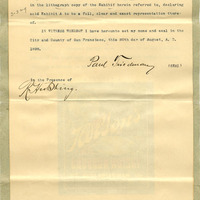 to the lithograph copy of the Exhibit herein referred to, declaring
said Exhibit A to be a full, clear and exact representation there-
of.
IN WITNESS WHEREOF I have hereunto set my hand and seal in the
City and County of San Francisco, this day of August, A. D.
Paul
(SEAL)
In the Presence of